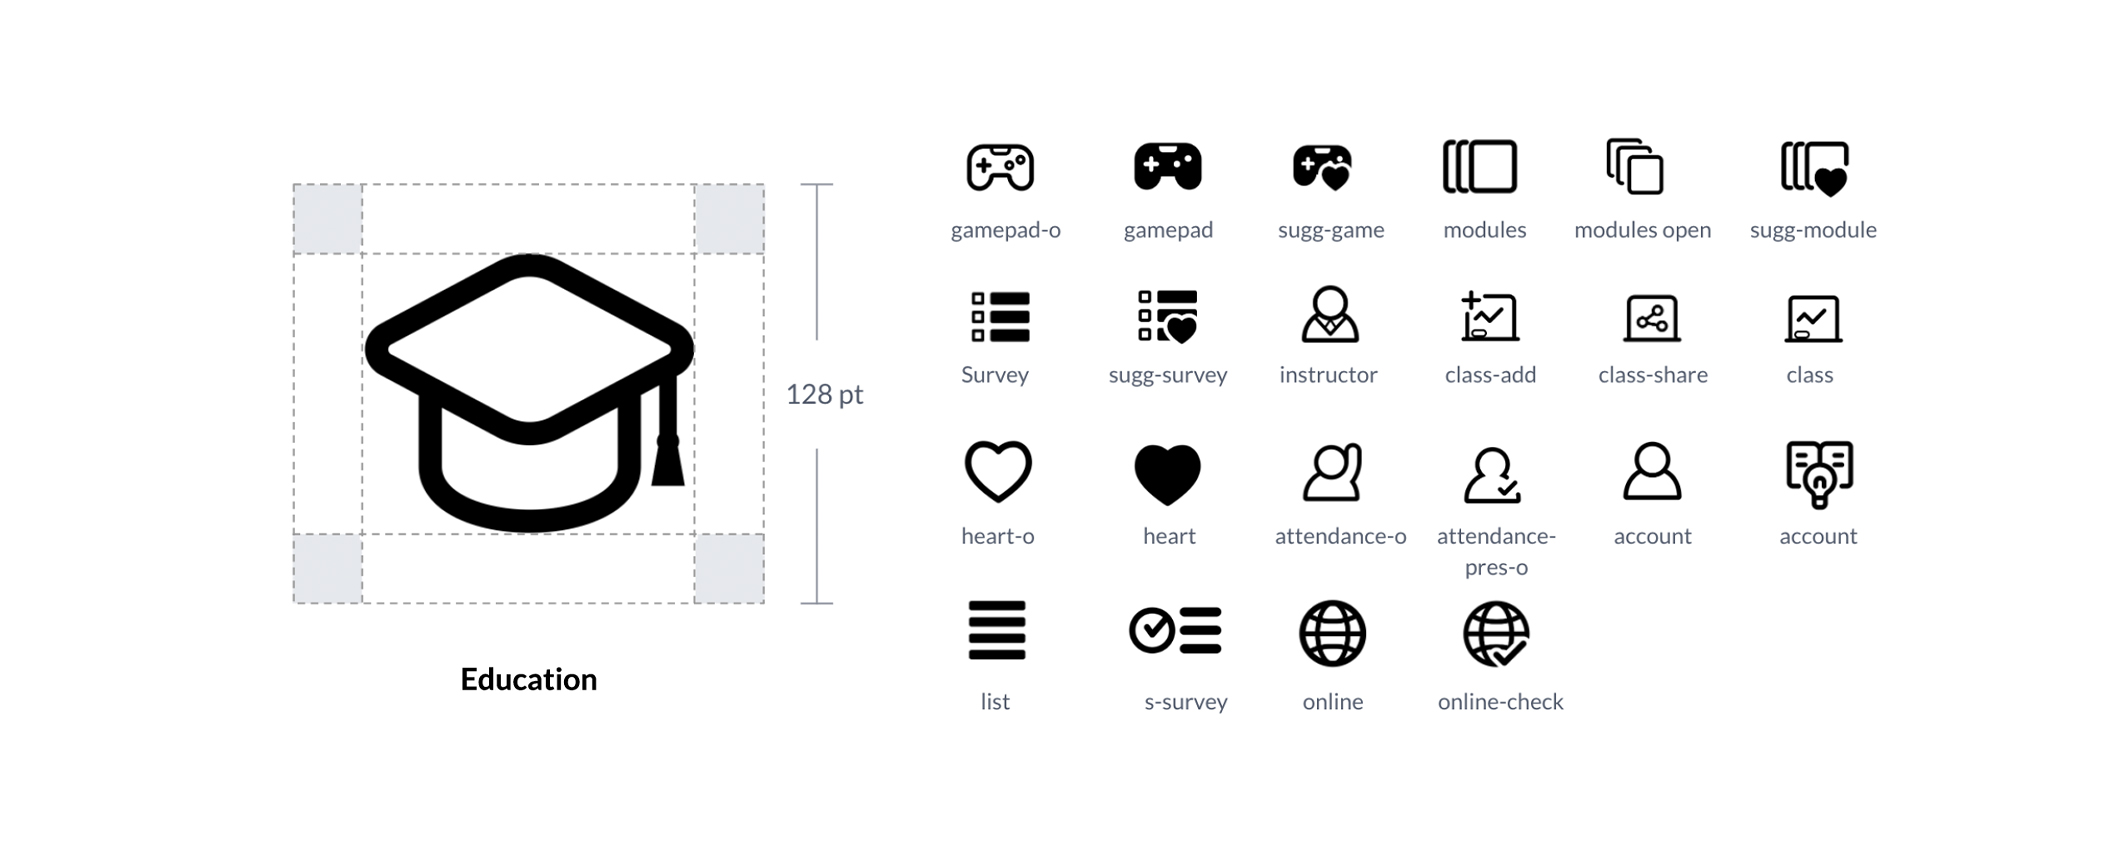 gamepad-o
gamepad
sugg-game
modules
modules open
sugg-module
Survey
sugg-survey
instructor
class-add
class-share
class
128 pt
heart-o
heart
attendance-o
attendance-
pres-o
account
account
Education
list
s-survey
online
online-check